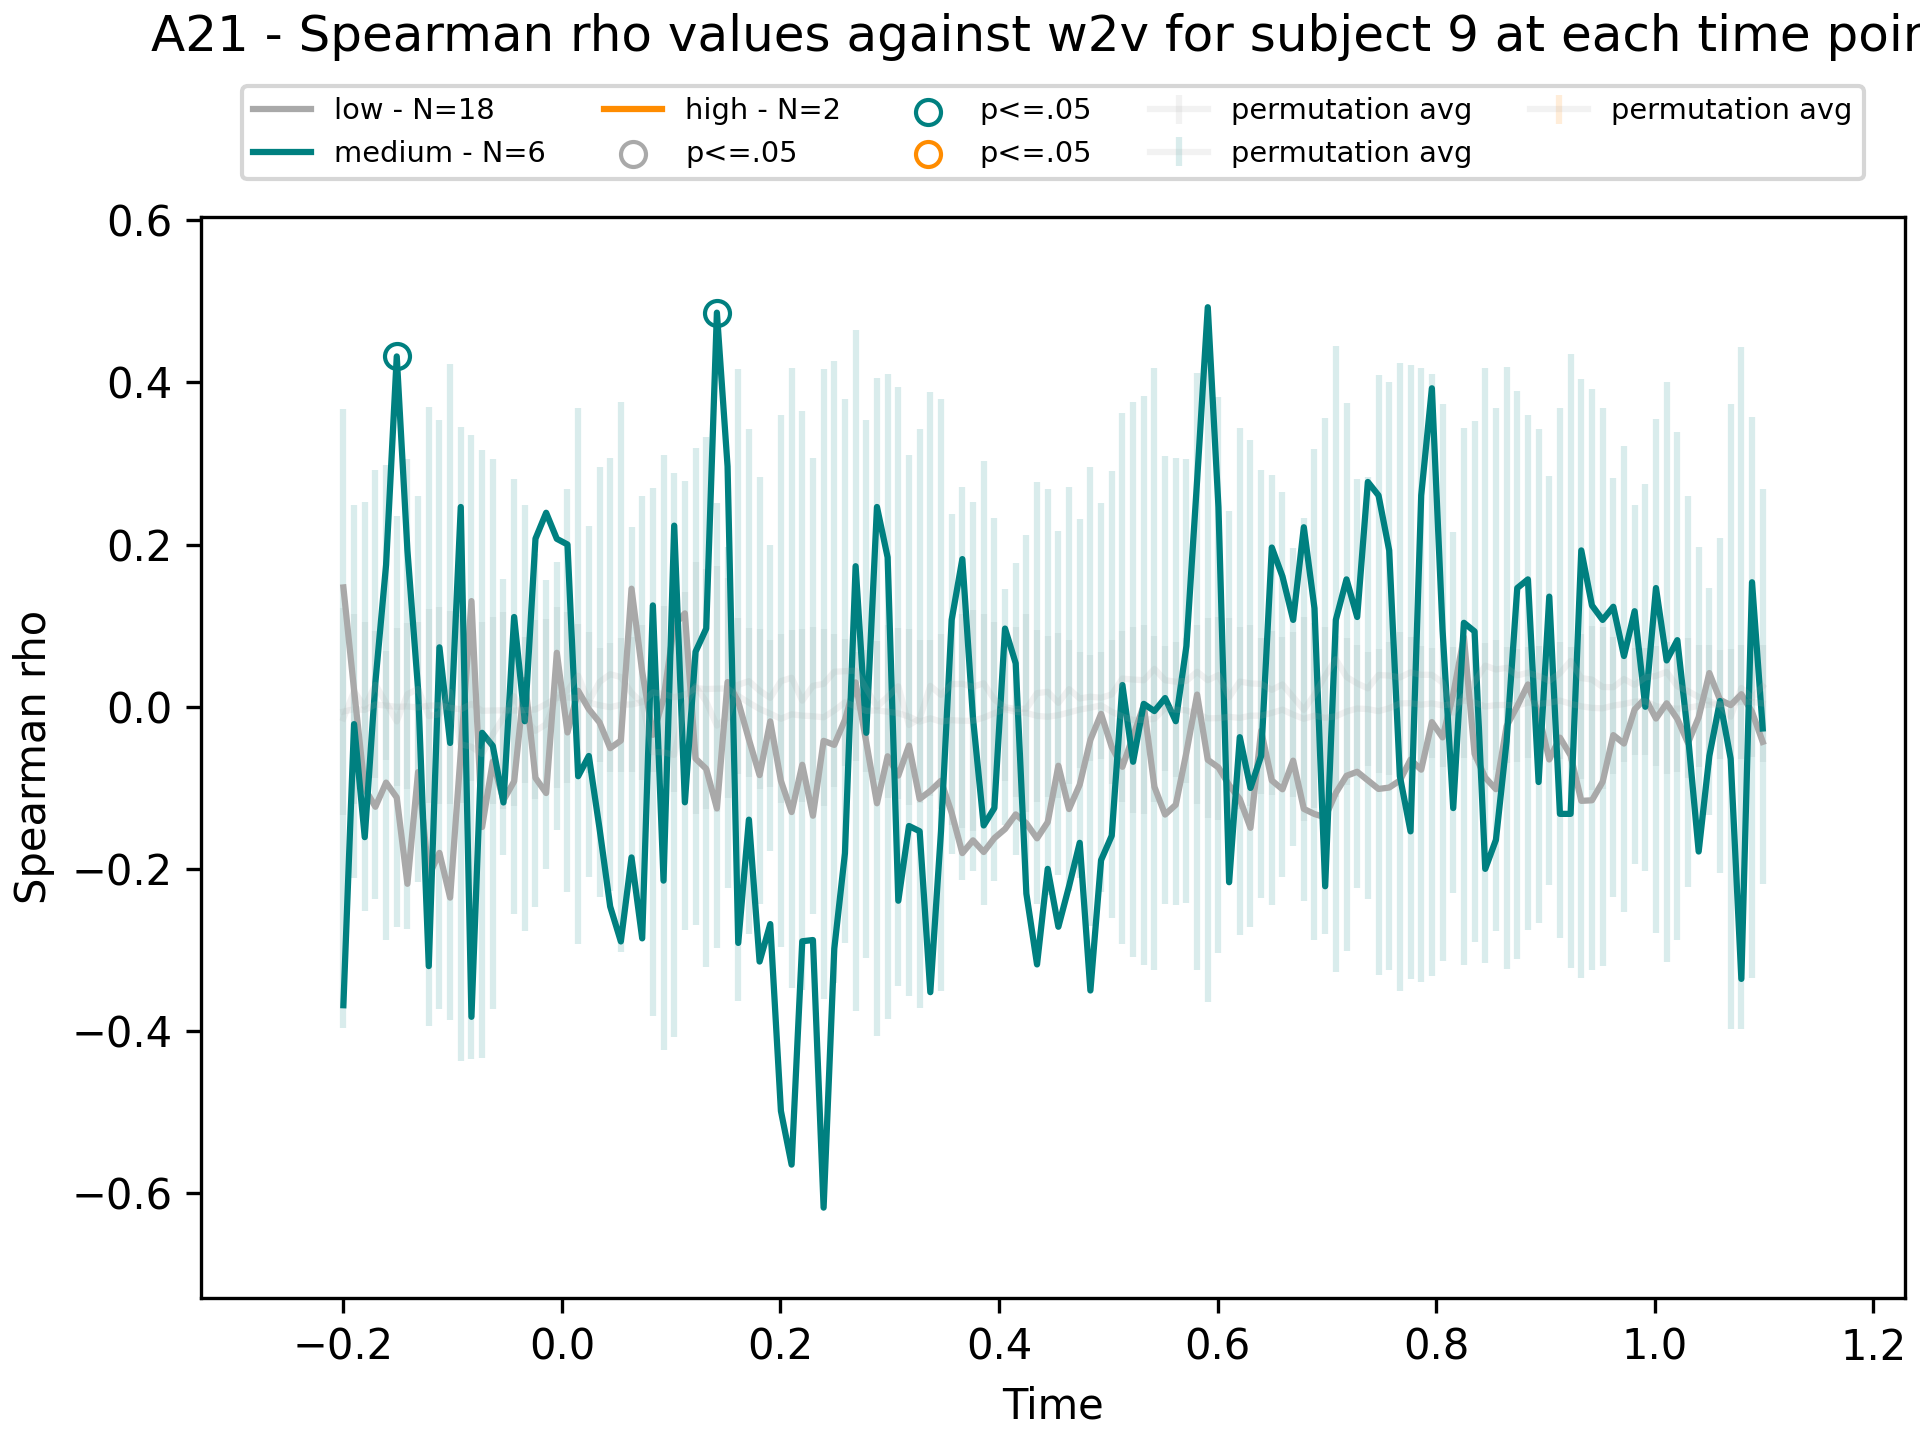 A21 - Spearman rho values against w2v for subject 9 at each time poin
low - N=18
medium - N=6
high - N=2
p<=.05
p<=.05
p<=.05
permutation avg
permutation avg
permutation avg
0.6
0.4
0.2
0.0
−0.2
−0.4
−0.6
Spearman rho
−0.2 0.0 0.2 0.4 0.6 0.8 1.0 1.2
Time